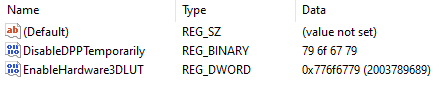 Name Type Data
(Default) REG_SZ (value not set)
DisableDPPTemporarily REG_BINARY 79 6f 67 79
EnableHardware3DLUT REG_DWORD 0x776f6779 (2003789689)